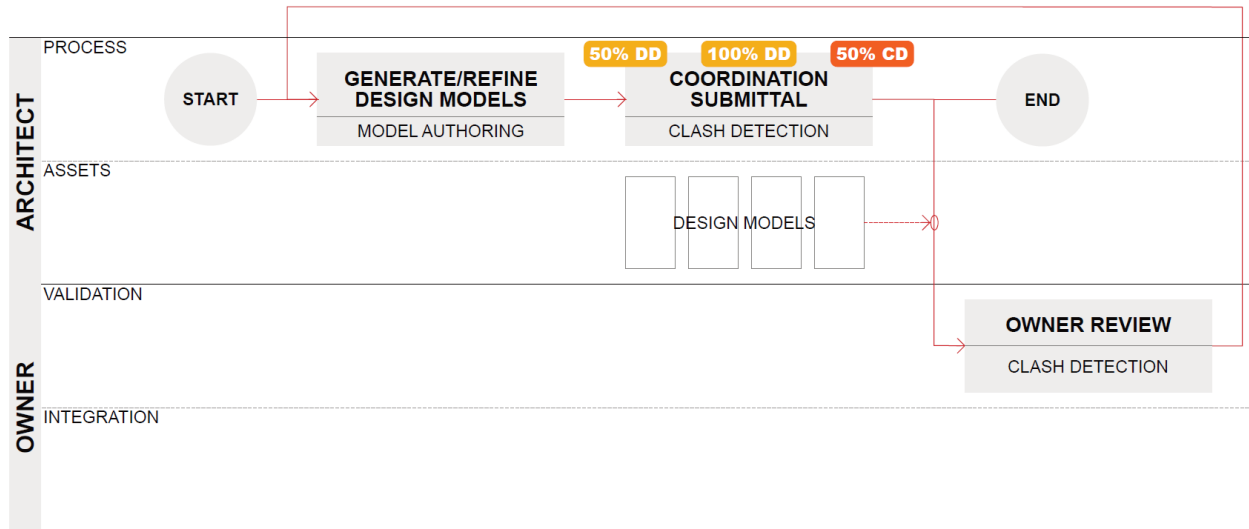 ARCHITECT
PROCESS
START
GENERATE/REFINE
DESIGN MODELS
MODEL AUTHORING
50% DD
100% DD
50% CD
COORDINATION
SUBMITTAL
CLASH DETECTION
END
ASSETS
DESIGN MODELS
OWNER
VALIDATION
OWNER REVIEW
CLASH DETECTION
INTEGRATION